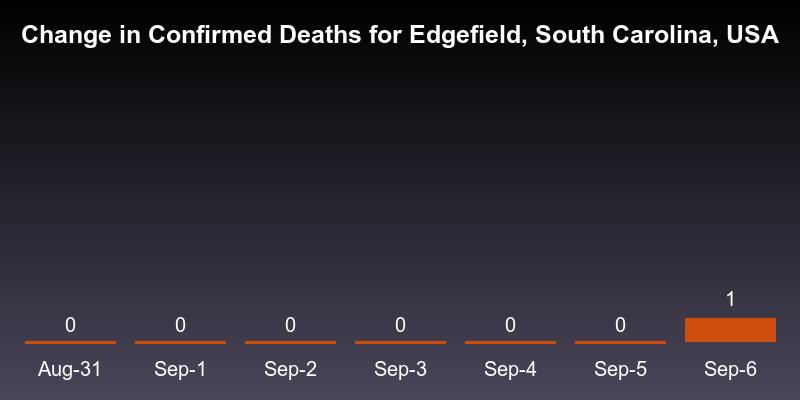 Change in Confirmed Deaths for Edgefield, South Carolina, USA
0 0 0 0 0 0 1
Aug-31 Sep-1 Sep-2 Sep-3 Sep-4 Sep-5 Sep-6